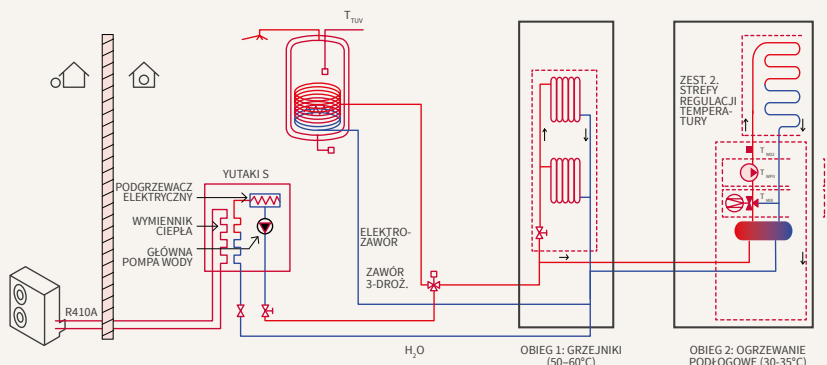 T TUV
ZEST. 2.
STREFY
REGULACJI
TEMPERA-
TURY
YUTAKI S
PODGRZEWACZ
ELEKTRYCZNY
WYMIENNIK
CIEPŁA
GŁÓWNA
POMPA WODY
ELEKTRO-
ZAWÓR
ZAWÓR
3-DROŻ.
R410A
H2O
OBIEG 1: GRZEJNIKI
(50–60°C)
OBIEG 2: OGRZEWANIE
PODŁOGOWE (30-35°C)
T
T
T